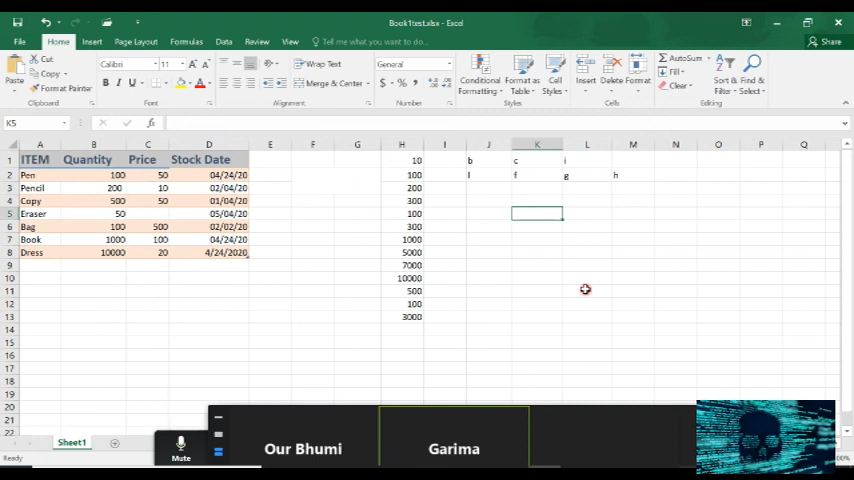 Book1test.xlsx - Excel
File Home Insert Page Layout Formulas Data Review View Tell me what you want to do... Share
Paste Cut Copy Format Painter Clipboard
Calibri 11 A A B I U A Font
Wrap Text Merge & Center Alignment
General $ % , Number
Conditional Formatting Format as Table Cell Styles Styles
Insert Delete Format Cells
AutoSum Fill Clear Sort & Filter Find & Select Editing
K5 fx
A B C D E F G H I J K L M N O P Q
1 ITEM Quantity Price Stock Date 10 b c i
2 Pen 100 50 04/24/20 100 l f g h
3 Pencil 200 10 02/04/20 200
4 Copy 500 50 01/04/20 300
5 Eraser 50 05/04/20 100
6 Bag 100 500 02/02/20 300
7 Book 1000 100 04/24/20 1000
8 Dress 10000 20 4/24/2020 5000
9 7000
10 10000
11 500
12 100
13 3000
14
15
16
17
18
19
20
21
22
Sheet1
Mute
Our Bhumi
Garima
Ready